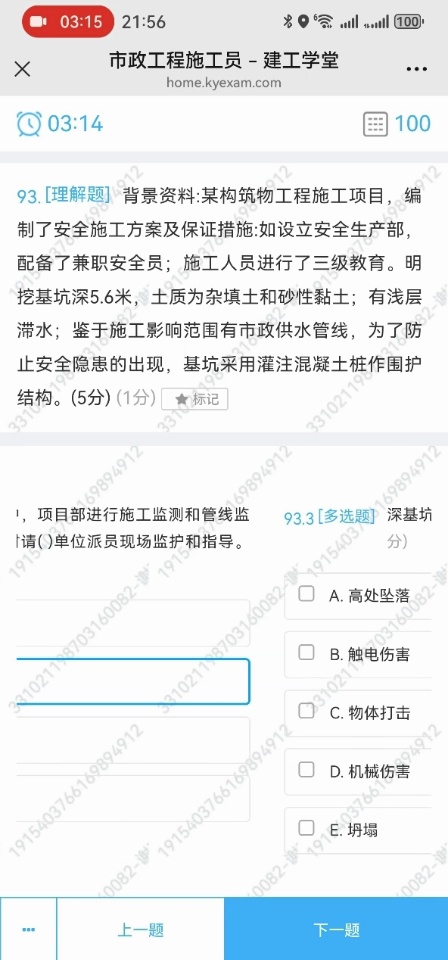 03:15 21:56 6 100
市政工程施工员 – 建工学堂
home.kyexam.com
03:14 100
93.[理解题] 背景资料:某构筑物工程施工项目，编
制了安全施工方案及保证措施:如设立安全生产部，
配备了兼职安全员；施工人员进行了三级教育。明
挖基坑深5.6米，土质为杂填土和砂性黏土；有浅层
滞水；鉴于施工影响范围有市政供水管线，为了防
止安全隐患的出现，基坑采用灌注混凝土桩作围护
结构。(5分) (1分) 标记
，项目部进行施工监测和管线监
请( )单位派员现场监护和指导。
93.3 [多选题] 深基坑
分)
A. 高处坠落
B. 触电伤害
C. 物体打击
D. 机械伤害
E. 坍塌
上一题 下一题